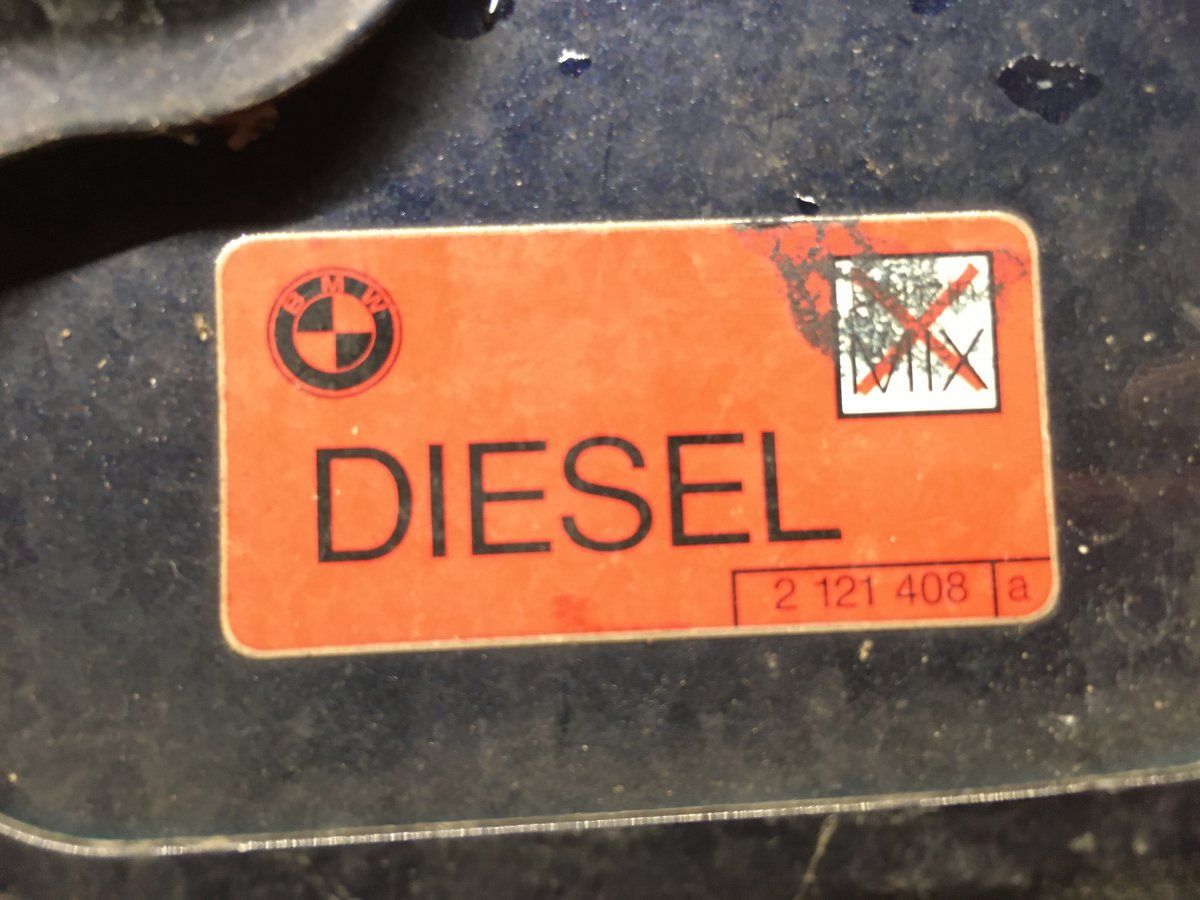 BMW
MIX
DIESEL
2 121 408 a